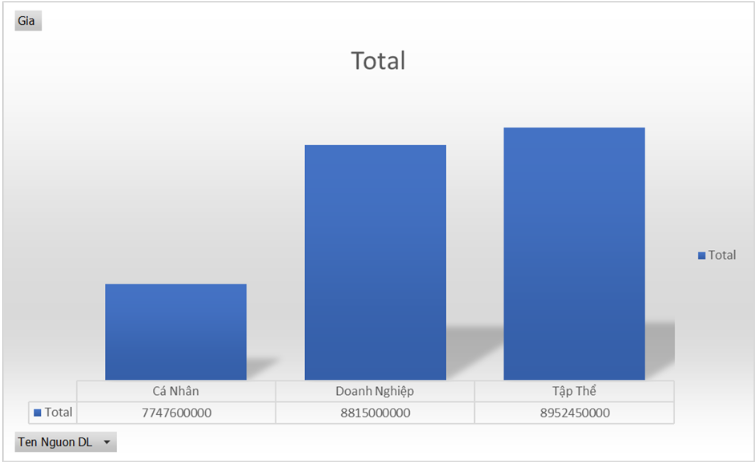 Gia
Total
Total
Cá Nhân Doanh Nghiệp Tập Thể
Total 7747600000 8815000000 8952450000
Ten Nguon DL